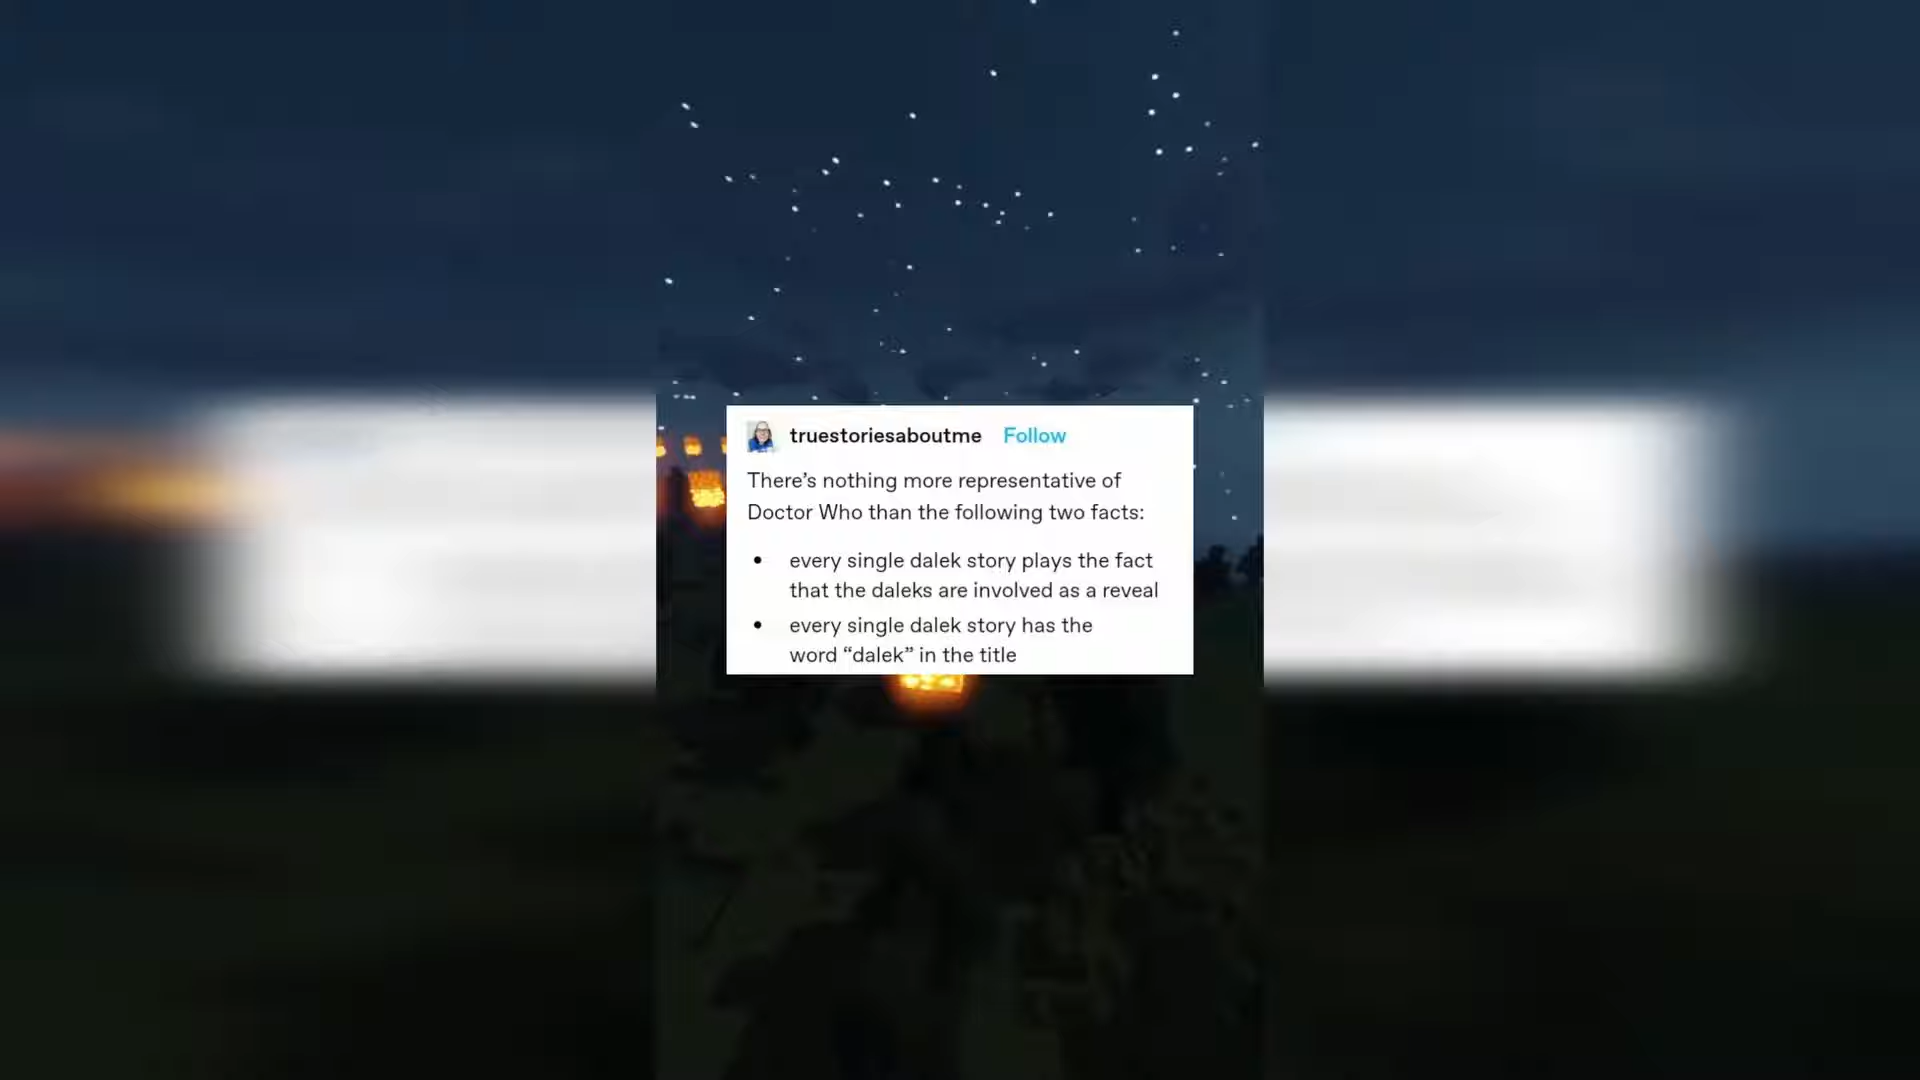 truestoriesaboutme Follow
There’s nothing more representative of
Doctor Who than the following two facts:
• every single dalek story plays the fact
that the daleks are involved as a reveal
• every single dalek story has the
word “dalek” in the title